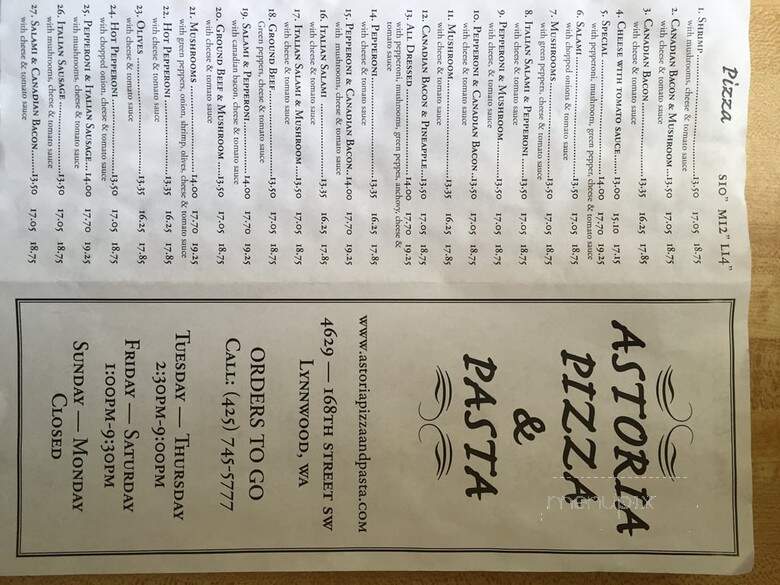 Pizza
S10" M12" L14"
1. Shrimp 13.50 17.05 18.75
with mushrooms, cheese & tomato sauce
2. Canadian Bacon & Mushroom 13.50 17.05 18.75
with cheese & tomato sauce
3. Canadian Bacon 13.35 16.25 17.85
with cheese & tomato sauce
4. Cheese with tomato sauce 13.00 15.10 17.15
5. Special 14.00 17.70 19.25
with pepperoni, mushroom, green pepper, cheese & tomato sauce
6. Salami 13.50 17.05 18.75
with chopped onions & tomato sauce
7. Mushrooms 13.50 17.05 18.75
with green peppers, cheese & tomato sauce
8. Italian Salami & Pepperoni 13.50 17.05 18.75
with cheese & tomato sauce
9. Pepperoni & Mushroom 13.50 17.05 18.75
with cheese, & tomato sauce
10. Pepperoni & Canadian Bacon 13.50 17.05 18.75
with cheese & tomato sauce
11. Mushroom 13.35 16.25 17.85
with cheese & tomato sauce
12. Canadian Bacon & Pineapple 13.50 17.05 18.75
with cheese & tomato sauce
13. All Dressed 14.00 17.70 19.25
with pepperoni, mushrooms, green pepper, anchovy, cheese &
tomato sauce
14. Pepperoni 13.35 16.25 17.85
with cheese & tomato sauce
15. Pepperoni & Canadian Bacon 14.00 17.70 19.25
with mushrooms, cheese & tomato sauce
16. Italian Salami 13.35 16.25 17.85
with cheese & tomato sauce
17. Italian Salami & Mushroom 13.50 17.05 18.75
with cheese & tomato sauce
18. Ground Beef 13.50 17.05 18.75
Green peppers, cheese & tomato sauce
19. Salami & Pepperoni 14.00 17.70 19.25
with canadian bacon, cheese & tomato sauce
20. Ground Beef & Mushroom 13.50 17.05 18.75
with cheese & tomato sauce
21. Mushrooms 14.00 17.70 19.25
with green peppers, onion, shrimp, olives, cheese & tomato sauce
22. Hot Pepperoni 13.35 16.25 17.85
with cheese & tomato sauce
23. Olives 13.35 16.25 17.85
with cheese & tomato sauce
24. Hot Pepperoni 13.50 17.05 18.75
with chopped onion, cheese & tomato sauce
25. Pepperoni & Italian Sausage 14.00 17.70 19.25
with mushrooms, cheese & tomato sauce
26. Italian Sausage 13.50 17.05 18.75
with mushrooms, cheese & tomato sauce
27. Salami & Canadian Bacon 13.50 17.05 18.75
with cheese & tomato sauce
ASTORIA
PIZZA
&
PASTA
www.astoriapizzaandpasta.com
4629 — 168th Street SW
Lynnwood, WA
ORDERS TO GO
Call: (425) 745-5777
Tuesday — Thursday
2:30pm-9:00pm
Friday — Saturday
1:00pm-9:30pm
Sunday — Monday
Closed
menupix